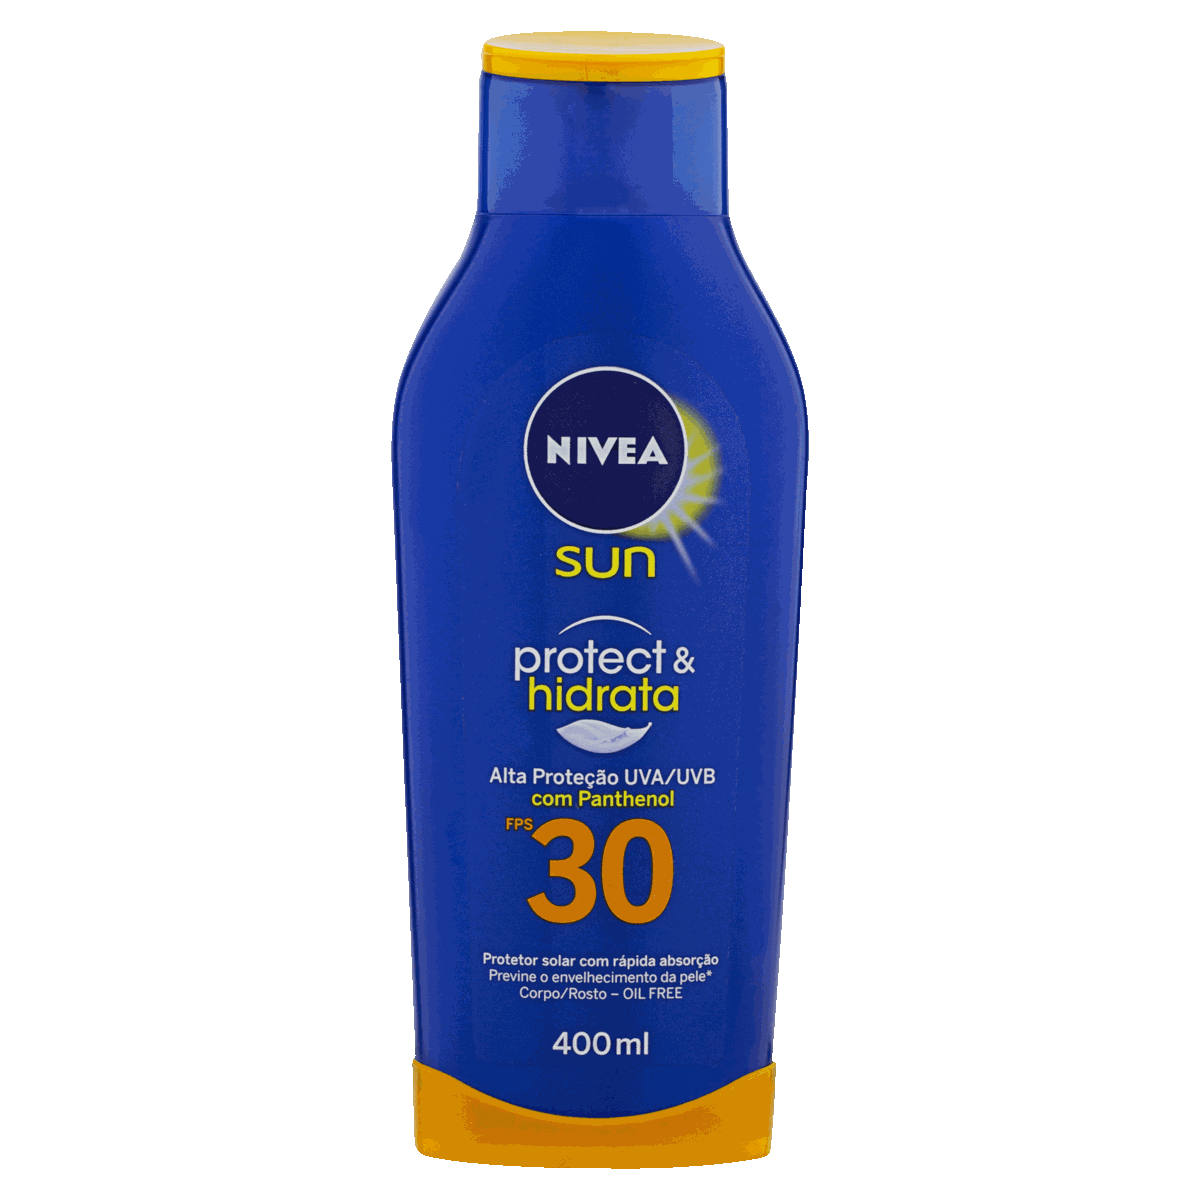 NIVEA
sun
protect &
hidrata
Alta Proteção UVA/UVB
com Panthenol
FPS 30
Protetor solar com rápida absorção
Previne o envelhecimento da pele*
Corpo/Rosto – OIL FREE
400ml